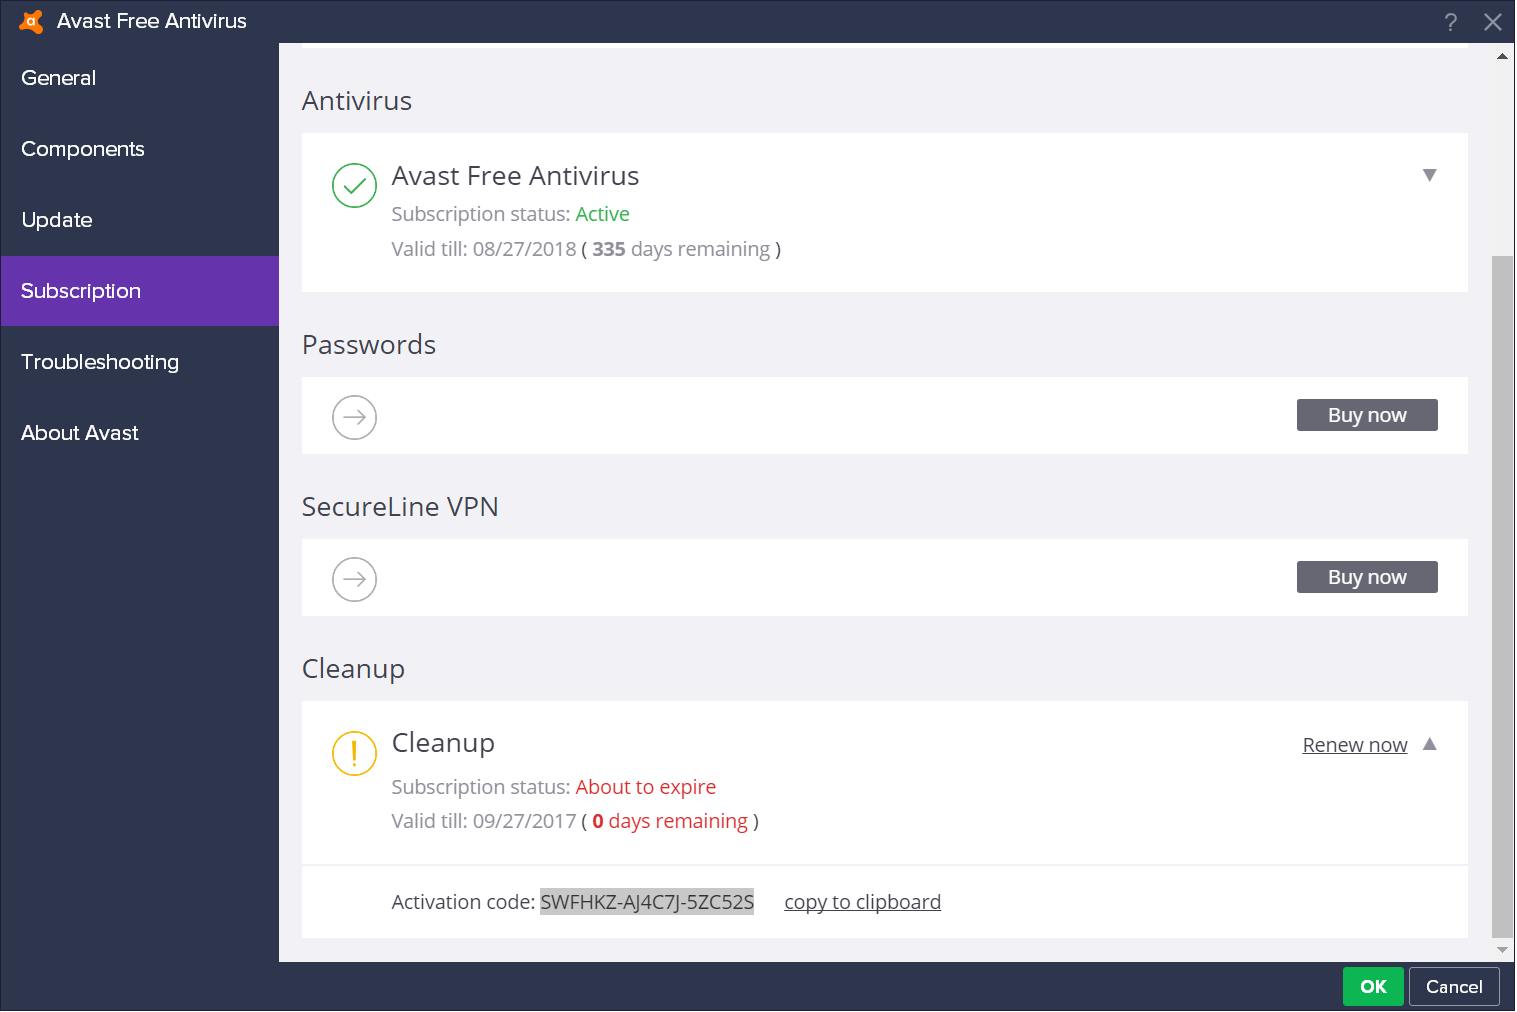 Avast Free Antivirus
?
General
Components
Update
Subscription
Troubleshooting
About Avast
Antivirus
Avast Free Antivirus
Subscription status: Active
Valid till: 08/27/2018 ( 335 days remaining )
Passwords
Buy now
SecureLine VPN
Buy now
Cleanup
!
Cleanup
Renew now
Subscription status: About to expire
Valid till: 09/27/2017 ( 0 days remaining )
Activation code: SWFHKZ-AJ4C7J-5ZC52S copy to clipboard
OK Cancel